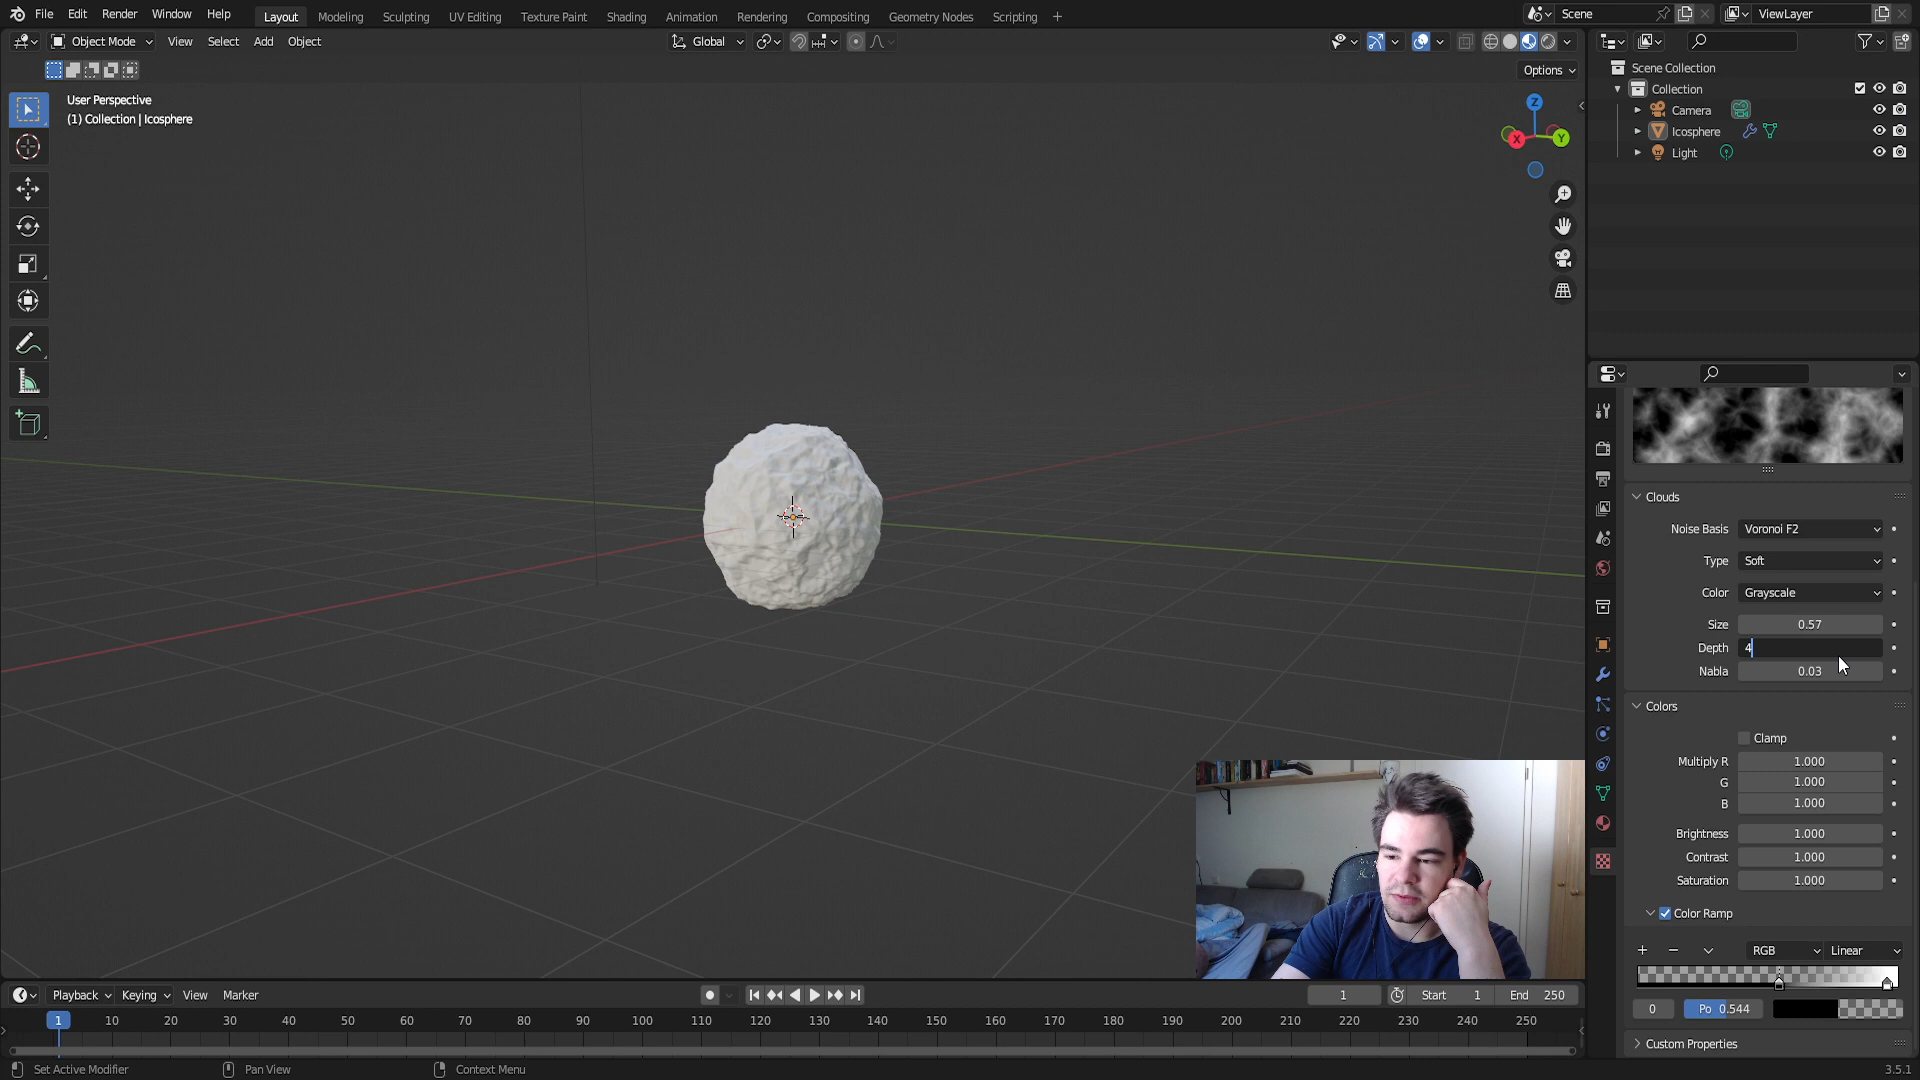 File Edit Render Window Help Layout Modeling Sculpting UV Editing Texture Paint Shading Animation Rendering Compositing Geometry Nodes Scripting + Scene ViewLayer
Object Mode View Select Add Object Global
Options
User Perspective
(1) Collection | Icosphere
Z
X
Y
Scene Collection
Collection
Camera
Icosphere
Light
Clouds
Noise Basis Voronoi F2
Type Soft
Color Grayscale
Size 0.57
Depth 4
Nabla 0.03
Colors
Clamp
Multiply R 1.000
G 1.000
B 1.000
Brightness 1.000
Contrast 1.000
Saturation 1.000
Color Ramp
RGB Linear
0 Po 0.544
Custom Properties
Playback Keying View Marker 1 Start 1 End 250
1 10 20 30 40 50 60 70 80 90 100 110 120 130 140 150 160 170 180 190 200 210 220 230 240 250
Set Active Modifier Pan View Context Menu 3.5.1